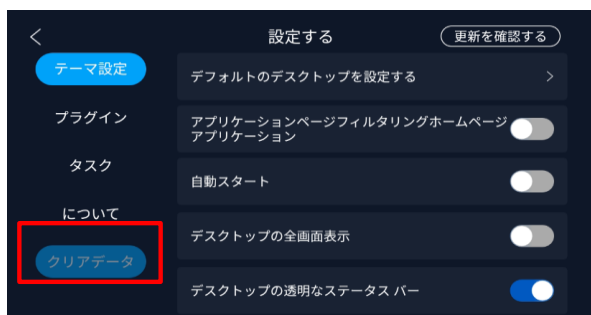 設定する
更新を確認する
テーマ設定
プラグイン
タスク
について
クリアデータ
デフォルトのデスクトップを設定する
アプリケーションページフィルタリングホームページ
アプリケーション
自動スタート
デスクトップの全画面表示
デスクトップの透明なステータス バー